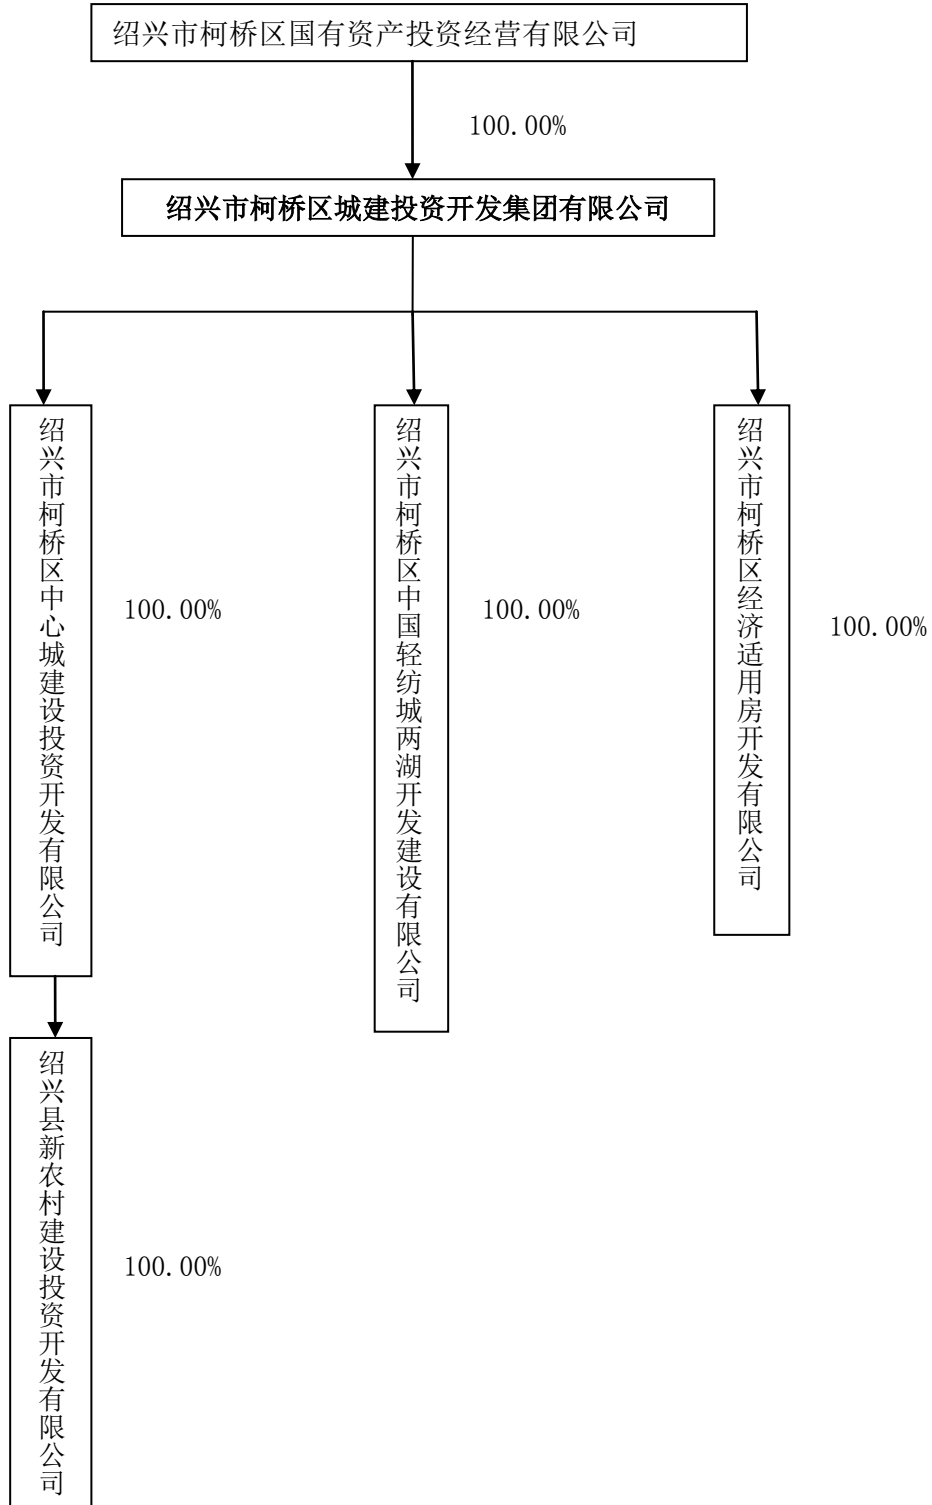 绍兴市柯桥区国有资产投资经营有限公司
100.00%
绍兴市柯桥区城建投资开发集团有限公司
绍兴市柯桥区中心城建设投资开发有限公司
100.00%
绍兴市柯桥区中国轻纺城两湖开发建设有限公司
100.00%
绍兴市柯桥区经济适用房开发有限公司
100.00%
绍兴县新农村建设投资开发有限公司
100.00%